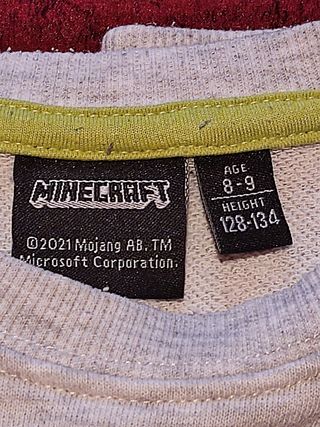 MINECRAFT
©2021 Mojang AB. TM
Microsoft Corporation.
AGE
8-9
HEIGHT
128-134